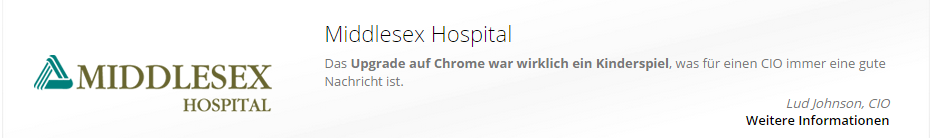 Middlesex Hospital
MIDDLESEX
HOSPITAL
Das Upgrade auf Chrome war wirklich ein Kinderspiel, was für einen CIO immer eine gute
Nachricht ist.
Lud Johnson, CIO
Weitere Informationen